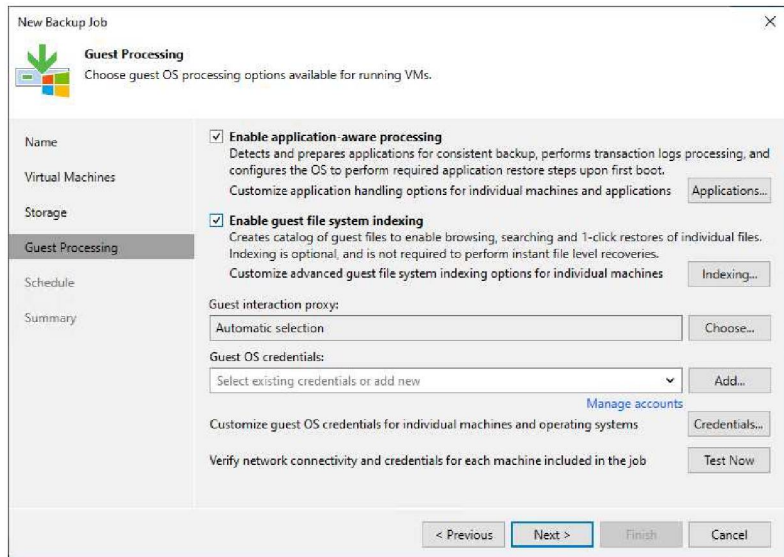 New Backup Job
Guest Processing
Choose guest OS processing options available for running VMs.
Name
Virtual Machines
Storage
Guest Processing
Schedule
Summary
Enable application-aware processing
Detects and prepares applications for consistent backup, performs transaction logs processing, and
configures the OS to perform required application restore steps upon first boot.
Customize application handling options for individual machines and applications
Applications...
Enable guest file system indexing
Creates catalog of guest files to enable browsing, searching and 1-click restores of individual files.
Indexing is optional, and is not required to perform instant file level recoveries.
Customize advanced guest file system indexing options for individual machines
Indexing...
Guest interaction proxy:
Automatic selection
Choose...
Guest OS credentials:
Select existing credentials or add new
Add...
Manage accounts
Customize guest OS credentials for individual machines and operating systems
Credentials...
Verify network connectivity and credentials for each machine included in the job
Test Now
< Previous
Next >
Finish
Cancel